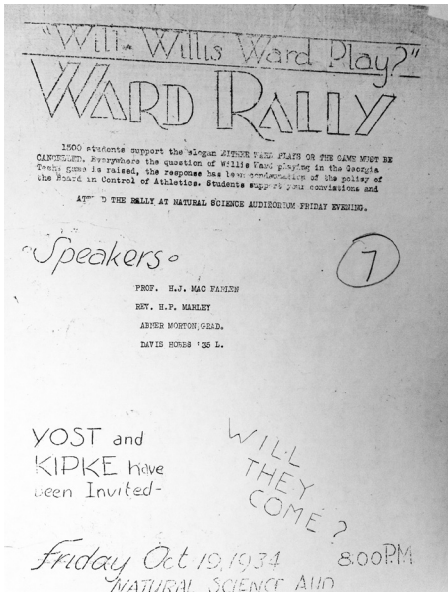 "Will Willis Ward Play?"
WARD RALLY
1500 students support the slogan EITHER WARD PLAYS OR THE GAME MUST BE
CANCELLED. Everywhere the question of Willis Ward playing in the Georgia
Tech game is raised, the response has been condemnation of the policy of
the Board in Control of Athletics. Students support your convictions and
ATTEND THE RALLY AT NATURAL SCIENCE AUDITORIUM FRIDAY EVENING.
Speakers
7
PROF. H.J. MAC
REV. H.P. MARLEY
ABNER MORTON, GRAD.
DAVIS HOBBS '35 L.
YOST and
KIPKE have
been Invited-
WILL
THEY
COME?
Friday Oct 19, 1934 8:00 PM
NATURAL SCIENCE AUD